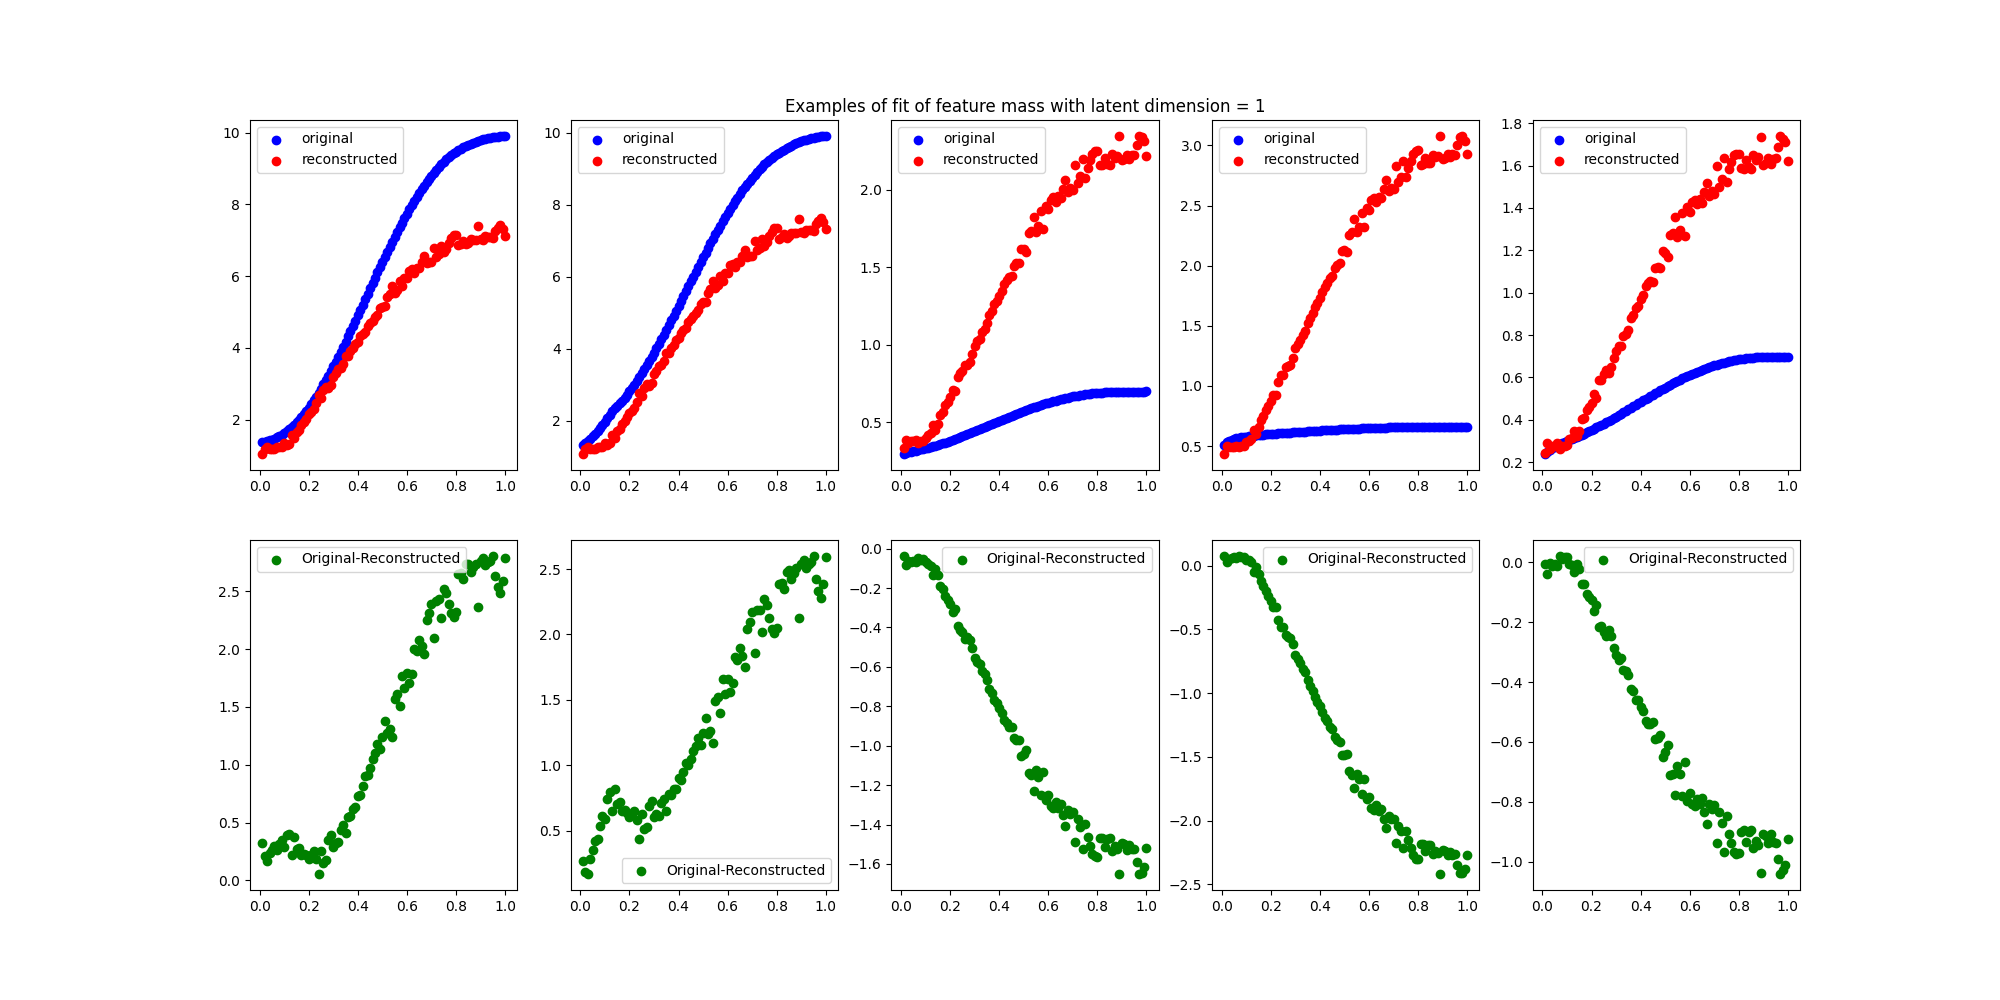 Examples of fit of feature mass with latent dimension = 1
original
reconstructed
10
8
6
4
2
0.0 0.2 0.4 0.6 0.8 1.0
original
reconstructed
10
8
6
4
2
0.0 0.2 0.4 0.6 0.8 1.0
original
reconstructed
2.0
1.5
1.0
0.5
0.0 0.2 0.4 0.6 0.8 1.0
original
reconstructed
3.0
2.5
2.0
1.5
1.0
0.5
0.0 0.2 0.4 0.6 0.8 1.0
original
reconstructed
1.8
1.6
1.4
1.2
1.0
0.8
0.6
0.4
0.2
0.0 0.2 0.4 0.6 0.8 1.0
Original-Reconstructed
2.5
2.0
1.5
1.0
0.5
0.0
0.0 0.2 0.4 0.6 0.8 1.0
2.5
2.0
1.5
1.0
0.5
Original-Reconstructed
0.0 0.2 0.4 0.6 0.8 1.0
Original-Reconstructed
0.0
−0.2
−0.4
−0.6
−0.8
−1.0
−1.2
−1.4
−1.6
0.0 0.2 0.4 0.6 0.8 1.0
Original-Reconstructed
0.0
−0.5
−1.0
−1.5
−2.0
−2.5
0.0 0.2 0.4 0.6 0.8 1.0
Original-Reconstructed
0.0
−0.2
−0.4
−0.6
−0.8
−1.0
0.0 0.2 0.4 0.6 0.8 1.0